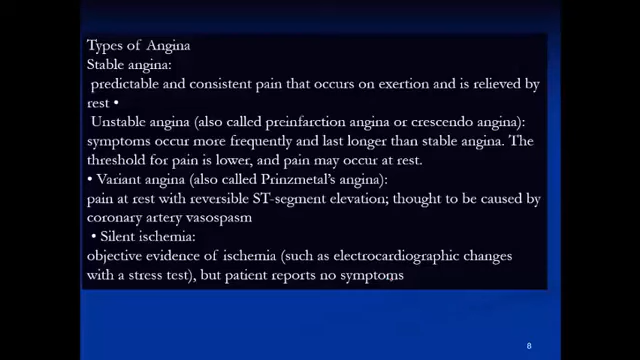 Types of Angina
Stable angina:
predictable and consistent pain that occurs on exertion and is relieved by
rest •
Unstable angina (also called preinfarction angina or crescendo angina):
symptoms occur more frequently and last longer than stable angina. The
threshold for pain is lower, and pain may occur at rest.
• Variant angina (also called Prinzmetal's angina):
pain at rest with reversible ST-segment elevation; thought to be caused by
coronary artery vasospasm
• Silent ischemia:
objective evidence of ischemia (such as electrocardiographic changes
with a stress test), but patient reports no symptoms
8